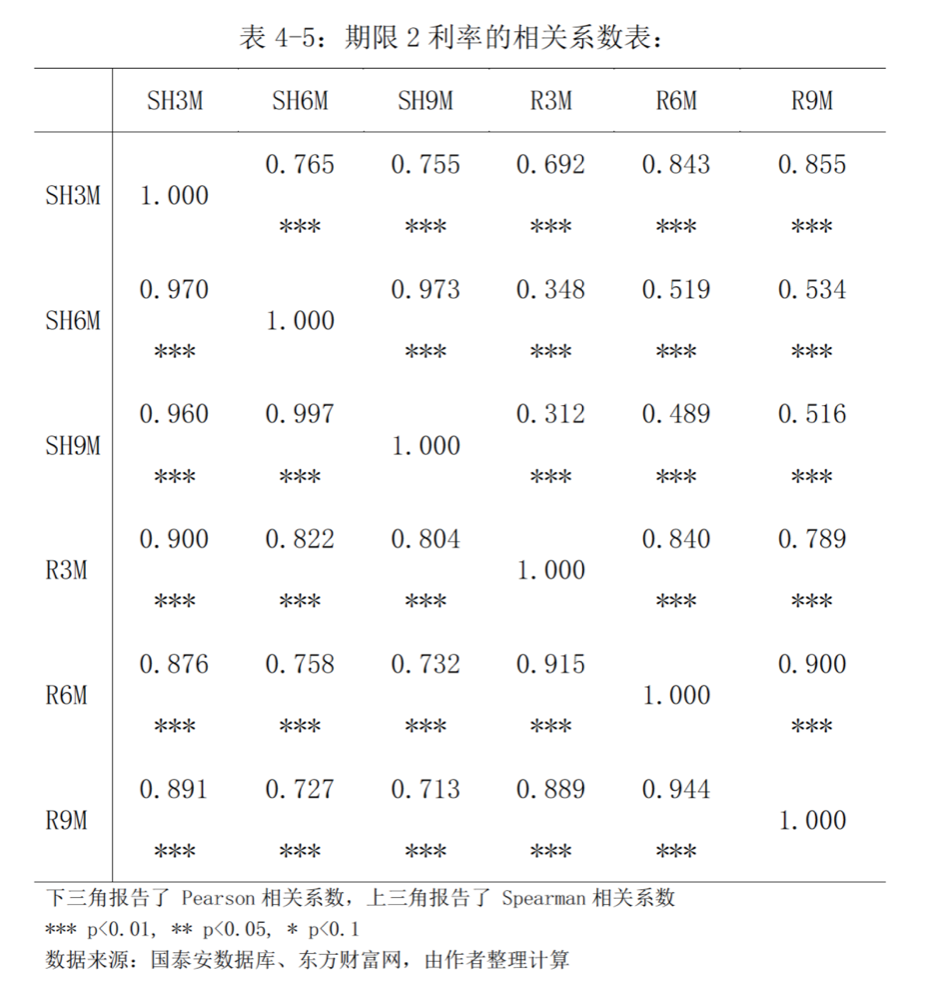 表 4-5：期限 2 利率的相关系数表：
SH3M SH6M SH9M R3M R6M R9M
0.765 0.755 0.692 0.843 0.855
SH3M 1.000
*** *** *** *** ***
0.970 0.973 0.348 0.519 0.534
SH6M 1.000
*** *** *** *** ***
0.960 0.997 0.312 0.489 0.516
SH9M 1.000
*** *** *** *** ***
0.900 0.822 0.804 0.840 0.789
R3M 1.000
*** *** *** *** ***
0.876 0.758 0.732 0.915 0.900
R6M 1.000
*** *** *** *** ***
0.891 0.727 0.713 0.889 0.944
R9M 1.000
*** *** *** *** ***
下三角报告了 Pearson 相关系数，上三角报告了 Spearman 相关系数
*** p<0.01, ** p<0.05, * p<0.1
数据来源：国泰安数据库、东方财富网，由作者整理计算